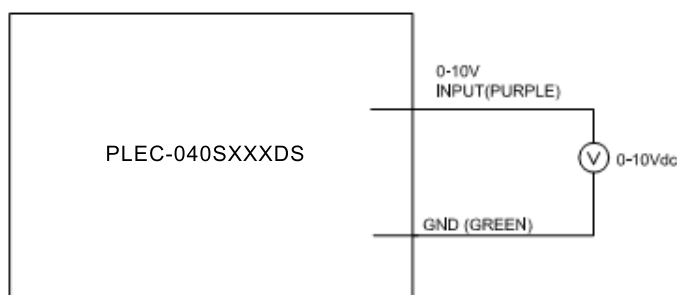 0-10V
INPUT(PURPLE)
PLEC-040SXXXDS
V
0-10Vdc
GND (GREEN)